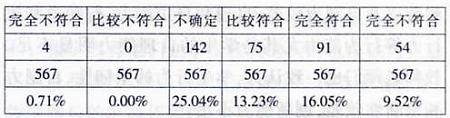 完全不符合 比较不符合 不确定 比较符合 完全符合 完全不符合
4 0 142 75 91 54
567 567 567 567 567 567
0.71% 0.00% 25.04% 13.23% 16.05% 9.52%